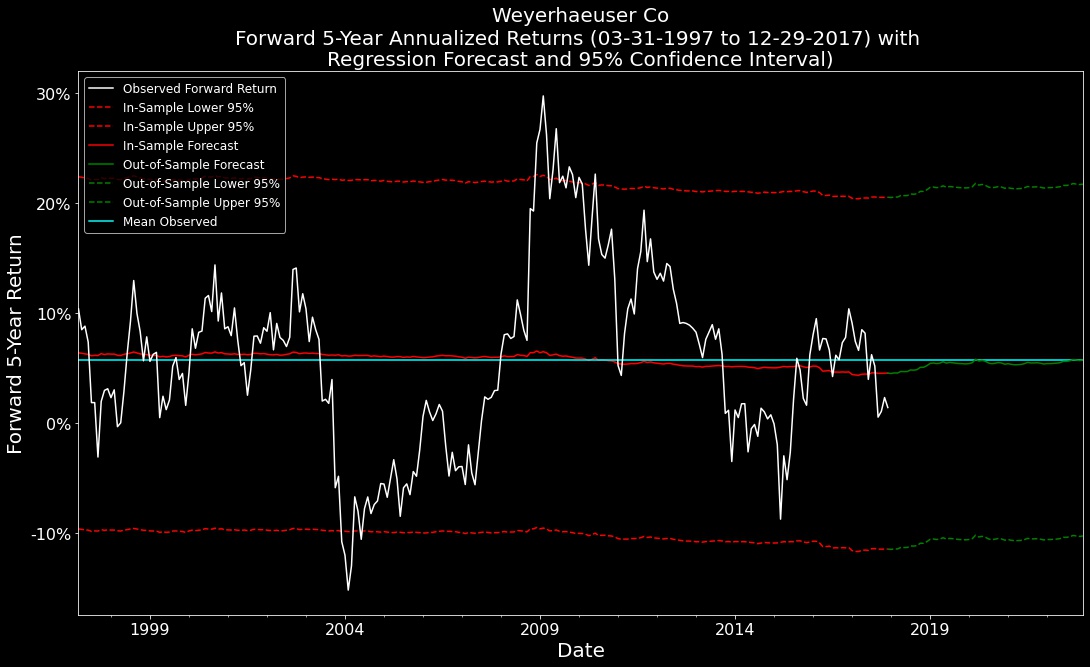 Weyerhaeuser Co
Forward 5-Year Annualized Returns (03-31-1997 to 12-29-2017) with
Regression Forecast and 95% Confidence Interval)
Observed Forward Return
In-Sample Lower 95%
In-Sample Upper 95%
In-Sample Forecast
Out-of-Sample Forecast
Out-of-Sample Lower 95%
Out-of-Sample Upper 95%
Mean Observed
Forward 5-Year Return
30%
20%
10%
0%
-10%
1999
2004
2009
2014
2019
Date